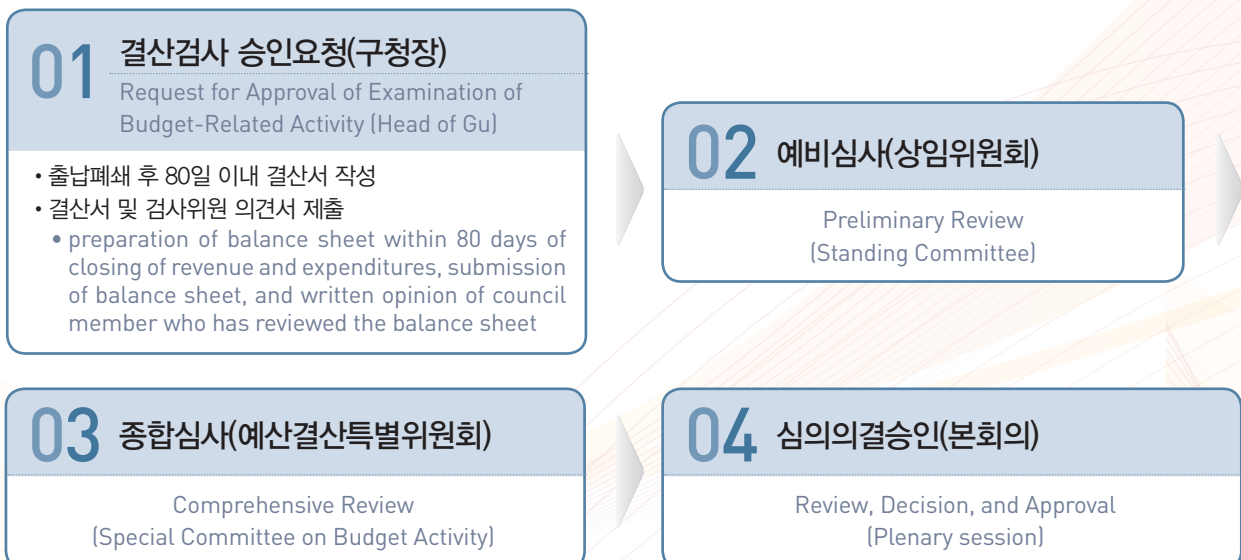 01 결산검사 승인요청(구청장)
Request for Approval of Examination of
Budget-Related Activity (Head of Gu)
• 출납폐쇄 후 80일 이내 결산서 작성
• 결산서 및 검사위원 의견서 제출
• preparation of balance sheet within 80 days of
closing of revenue and expenditures, submission
of balance sheet, and written opinion of council
member who has reviewed the balance sheet
02 예비심사(상임위원회)
Preliminary Review
(Standing Committee)
03 종합심사(예산결산특별위원회)
Comprehensive Review
(Special Committee on Budget Activity)
04 심의의결승인(본회의)
Review, Decision, and Approval
(Plenary session)